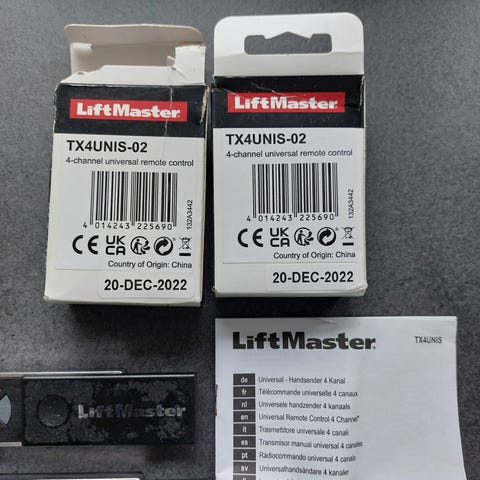 LiftMaster
TX4UNIS-02
4-channel universal remote control
4 014243 225690
132A3442
CE UK CA
Country of Origin: China
20-DEC-2022
LiftMaster
TX4UNIS-02
4-channel universal remote control
4 014243 225690
132A3442
CE UK CA
Country of Origin: China
20-DEC-2022
LiftMaster
LiftMaster TX4UNIS
de Universal - Handsender 4 Kanal
fr Télécommande universelle 4 canaux
nl Universele handzender 4 kanaals
en Universal Remote Control 4 Channel
it Trasmettitore universale 4 canali
es Transmisor manual universal 4 canales
pt Rádiocommando universal 4 canais
sv Universalhandsändare 4 kanaler